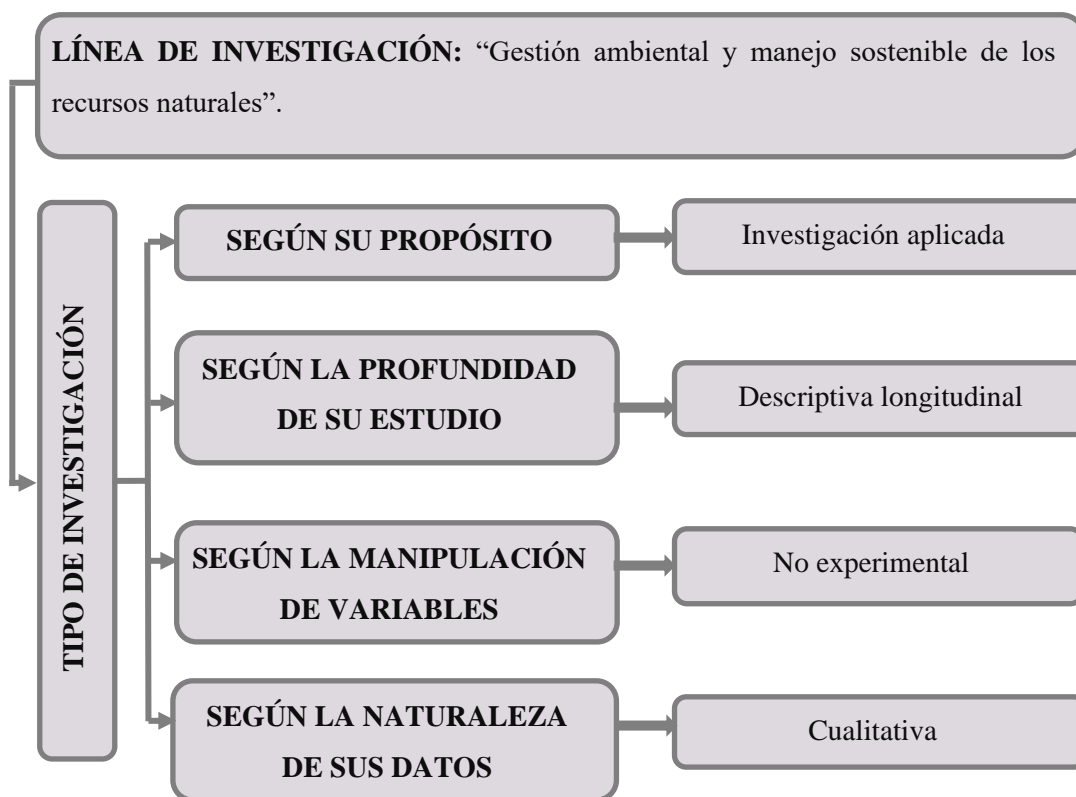 LÍNEA DE INVESTIGACIÓN: “Gestión ambiental y manejo sostenible de los
recursos naturales”.
TIPO DE INVESTIGACIÓN
SEGÚN SU PROPÓSITO
Investigación aplicada
SEGÚN LA PROFUNDIDAD
DE SU ESTUDIO
Descriptiva longitudinal
SEGÚN LA MANIPULACIÓN
DE VARIABLES
No experimental
SEGÚN LA NATURALEZA
DE SUS DATOS
Cualitativa